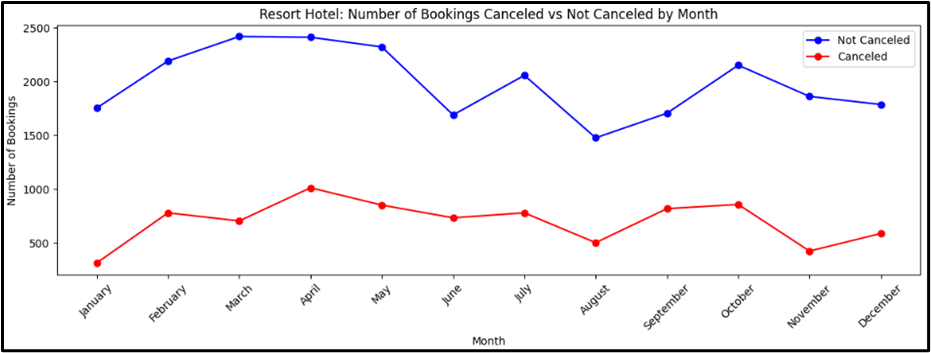 Resort Hotel: Number of Bookings Canceled vs Not Canceled by Month
Not Canceled
Canceled
Number of Bookings
2500
2000
1500
1000
500
January
February
March
April
May
June
July
August
September
October
November
December
Month